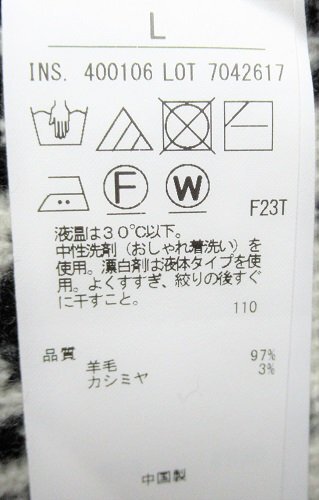 L
INS. 400106 LOT 7042617
F W
F23T
液温は30℃以下。
中性洗剤(おしゃれ着洗い)を
使用。漂白剤は液体タイプを使
用。よくすすぎ、絞りの後すぐ
に干すこと。
110
品質
羊毛 97%
カシミヤ 3%
中国製